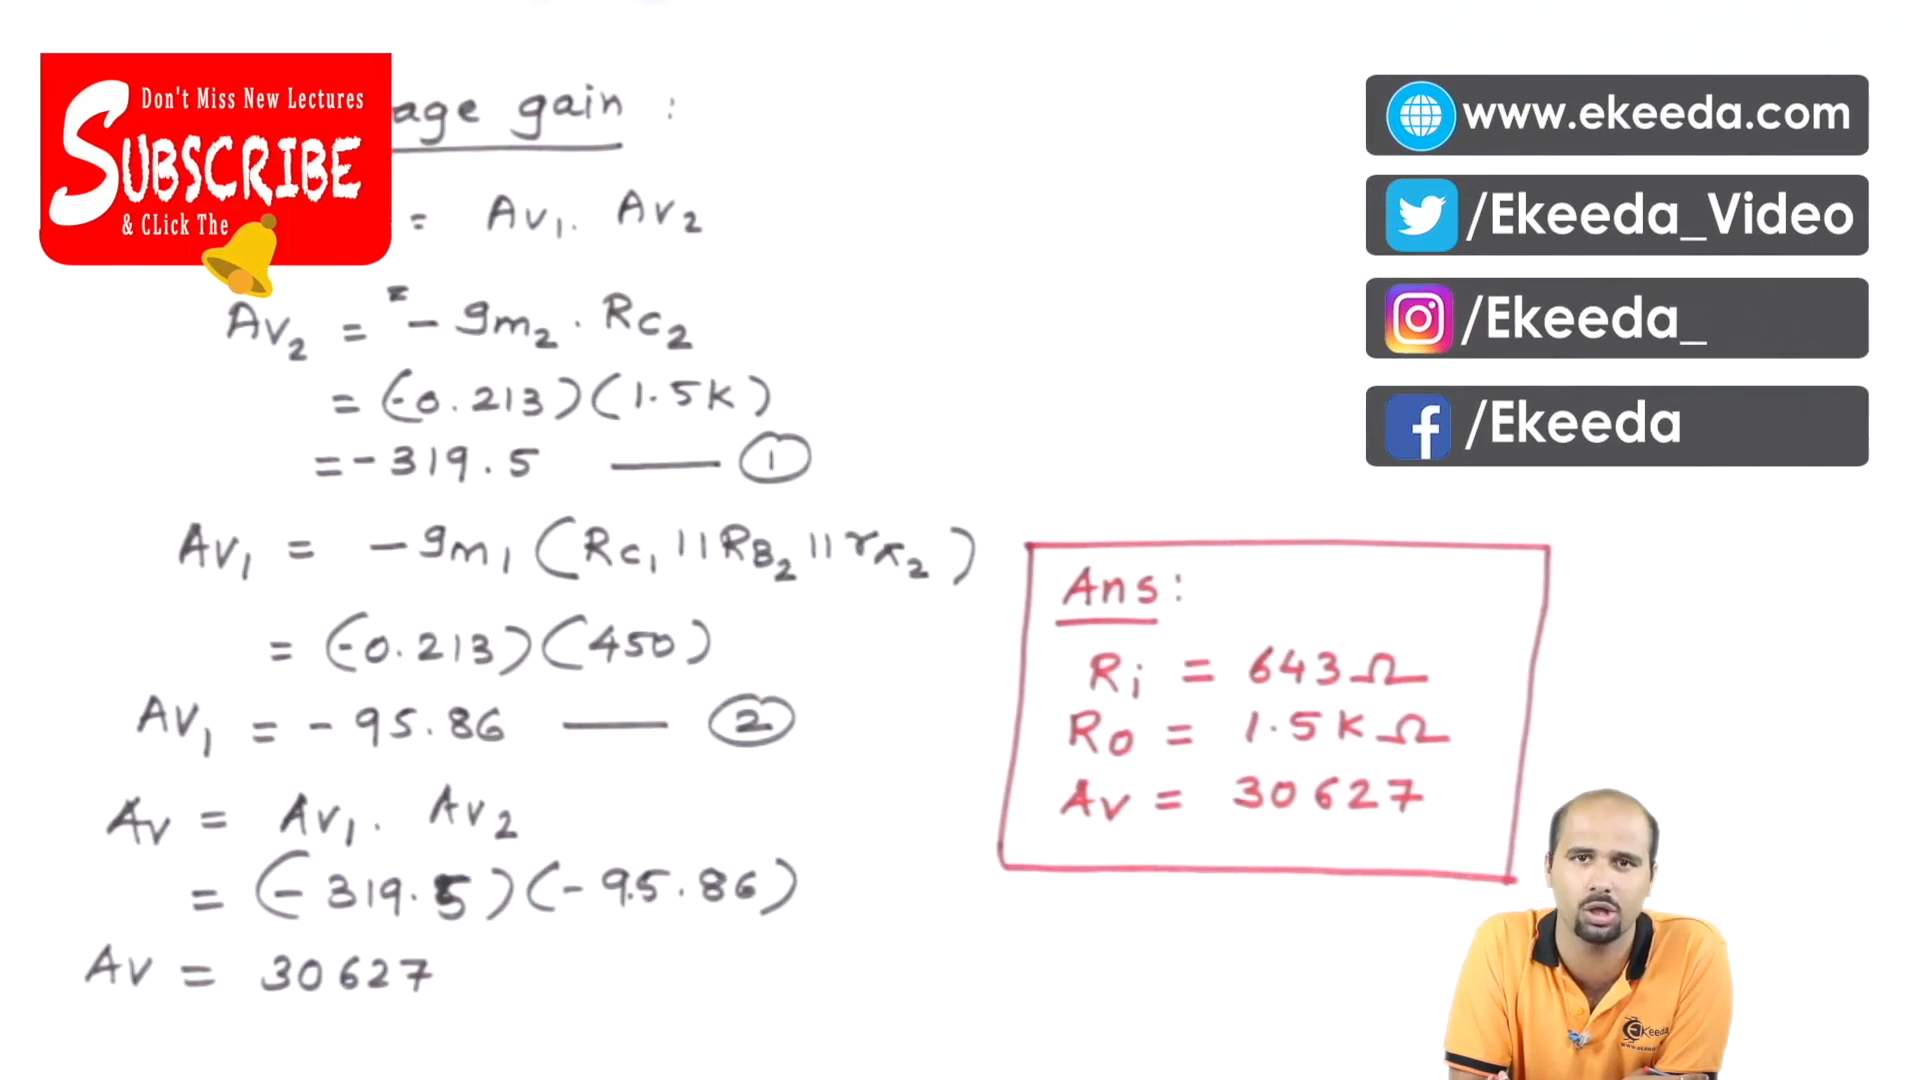 Don't Miss New Lectures
SUBSCRIBE
& CLick The
age gain :
= Av₁. Av₂
Av₂ = - gm₂ . Rc₂
= (-0.213)(1.5K)
= -319.5 —— ①
Av₁ = - gm₁ (Rc₁ || RB₂ || rπ₂)
= (-0.213)(450)
Av₁ = -95.86 —— ②
Av = Av₁. Av₂
= (-319.5)(-95.86)
Av = 30627
www.ekeeda.com
/Ekeeda_Video
/Ekeeda_
/Ekeeda
Ans:
Ri = 643Ω
Ro = 1.5KΩ
Av = 30627
Ekeeda